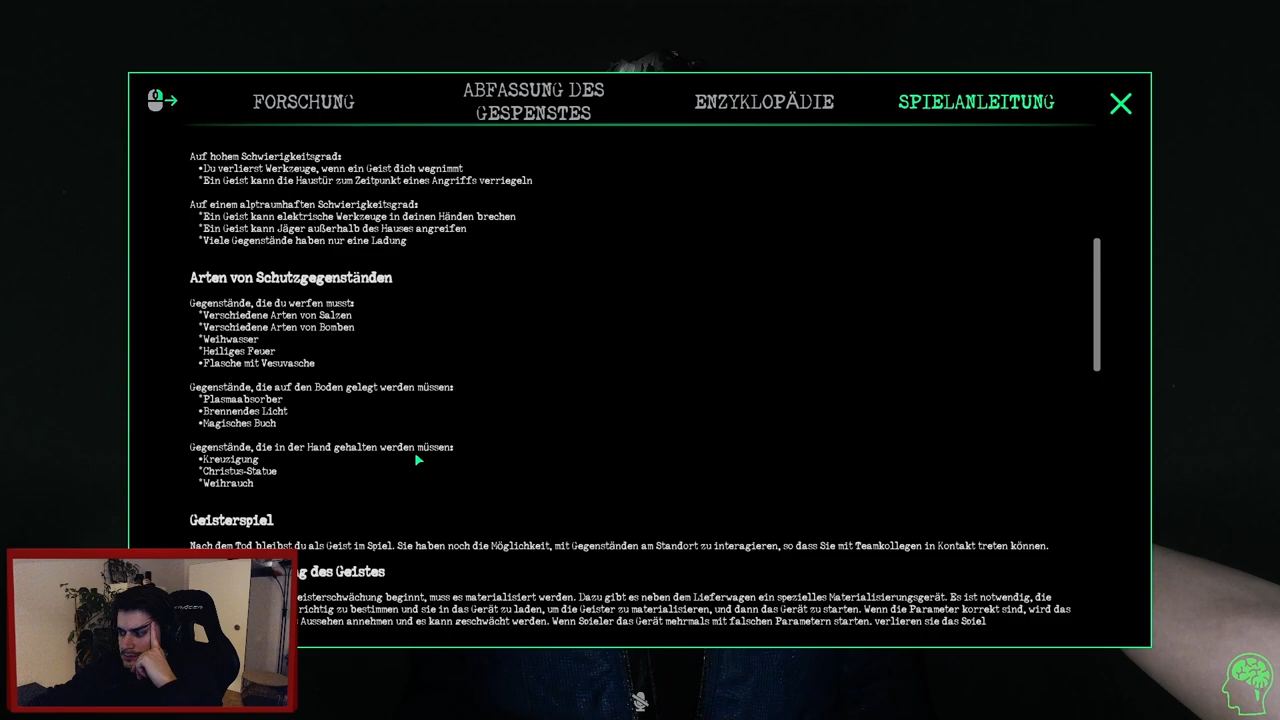 FORSCHUNG
ABFASSUNG DES
GESPENSTES
ENZYKLOPÄDIE
SPIELANLEITUNG
Auf hohem Schwierigkeitsgrad:
•Du verlierst Werkzeuge, wenn ein Geist dich wegnimmt
*Ein Geist kann die Haustür zum Zeitpunkt eines Angriffs verriegeln
Auf einem alptraumhaften Schwierigkeitsgrad:
*Ein Geist kann elektrische Werkzeuge in deinen Händen brechen
*Ein Geist kann Jäger außerhalb des Hauses angreifen
*Viele Gegenstände haben nur eine Ladung
Arten von Schutzgegenständen
Gegenstände, die du werfen musst:
*Verschiedene Arten von Salzen
*Verschiedene Arten von Bomben
*Weihwasser
*Heiliges Feuer
•Flasche mit Vesuvasche
Gegenstände, die auf den Boden gelegt werden müssen:
*Plasmaabsorber
•Brennendes Licht
•Magisches Buch
Gegenstände, die in der Hand gehalten werden müssen:
•Kreuzigung
*Christus-Statue
*Weihrauch
Geisterspiel
Nach dem Tod bleibst du als Geist im Spiel. Sie haben noch die Möglichkeit, mit Gegenständen am Standort zu interagieren, so dass Sie mit Teamkollegen in Kontakt treten können.
des Geistes
beginnt, muss es materialisiert werden. Dazu gibt es neben dem Lieferwagen ein spezielles Materialisierungsgerät. Es ist notwendig, die
richtig zu bestimmen und sie in das Gerät zu laden, um die Geister zu materialisieren, und dann das Gerät zu starten. Wenn die Parameter korrekt sind, wird das
Aussehen annehmen und es kann geschwächt werden. Wenn Spieler das Gerät mehrmals mit falschen Parametern starten, verlieren sie das Spiel